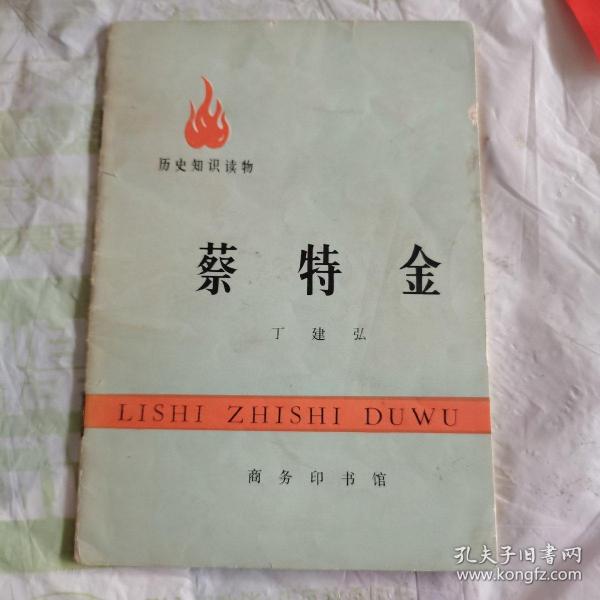 历史知识读物
蔡特金
丁建弘
LISHI ZHISHI DUWU
商务印书馆
孔夫子旧书网
www.kongfz.com